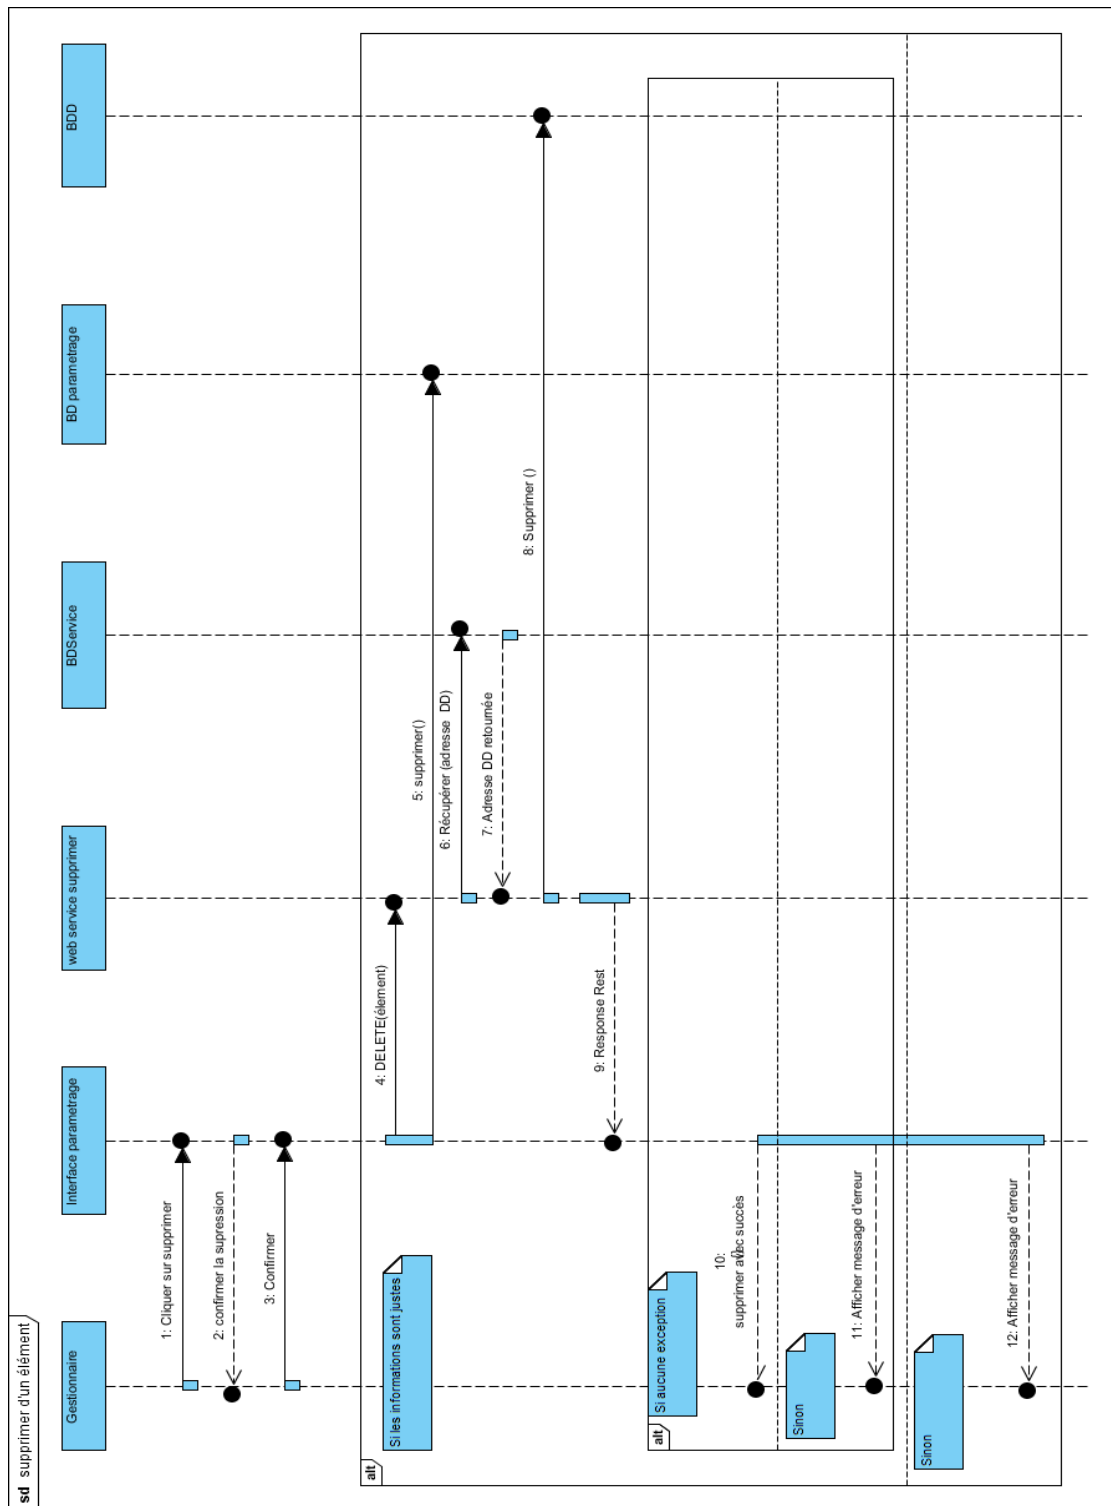 sd supprimer d'un élément
Gestionnaire
Interface parametrage
web service supprimer
BDService
BD parametrage
BDD
1: Cliquer sur supprimer
2: confirmer la supression
3: Confirmer
alt
Si les informations sont justes
4: DELETE(élement)
5: supprimer()
6: Récupérer (adresse DD)
7: Adresse DD retournée
8: Supprimer ()
9: Response Rest
alt
Si aucune exception
10:
supprimer avec succès
()
Sinon
11: Afficher message d'erreur
Sinon
12: Afficher message d'erreur